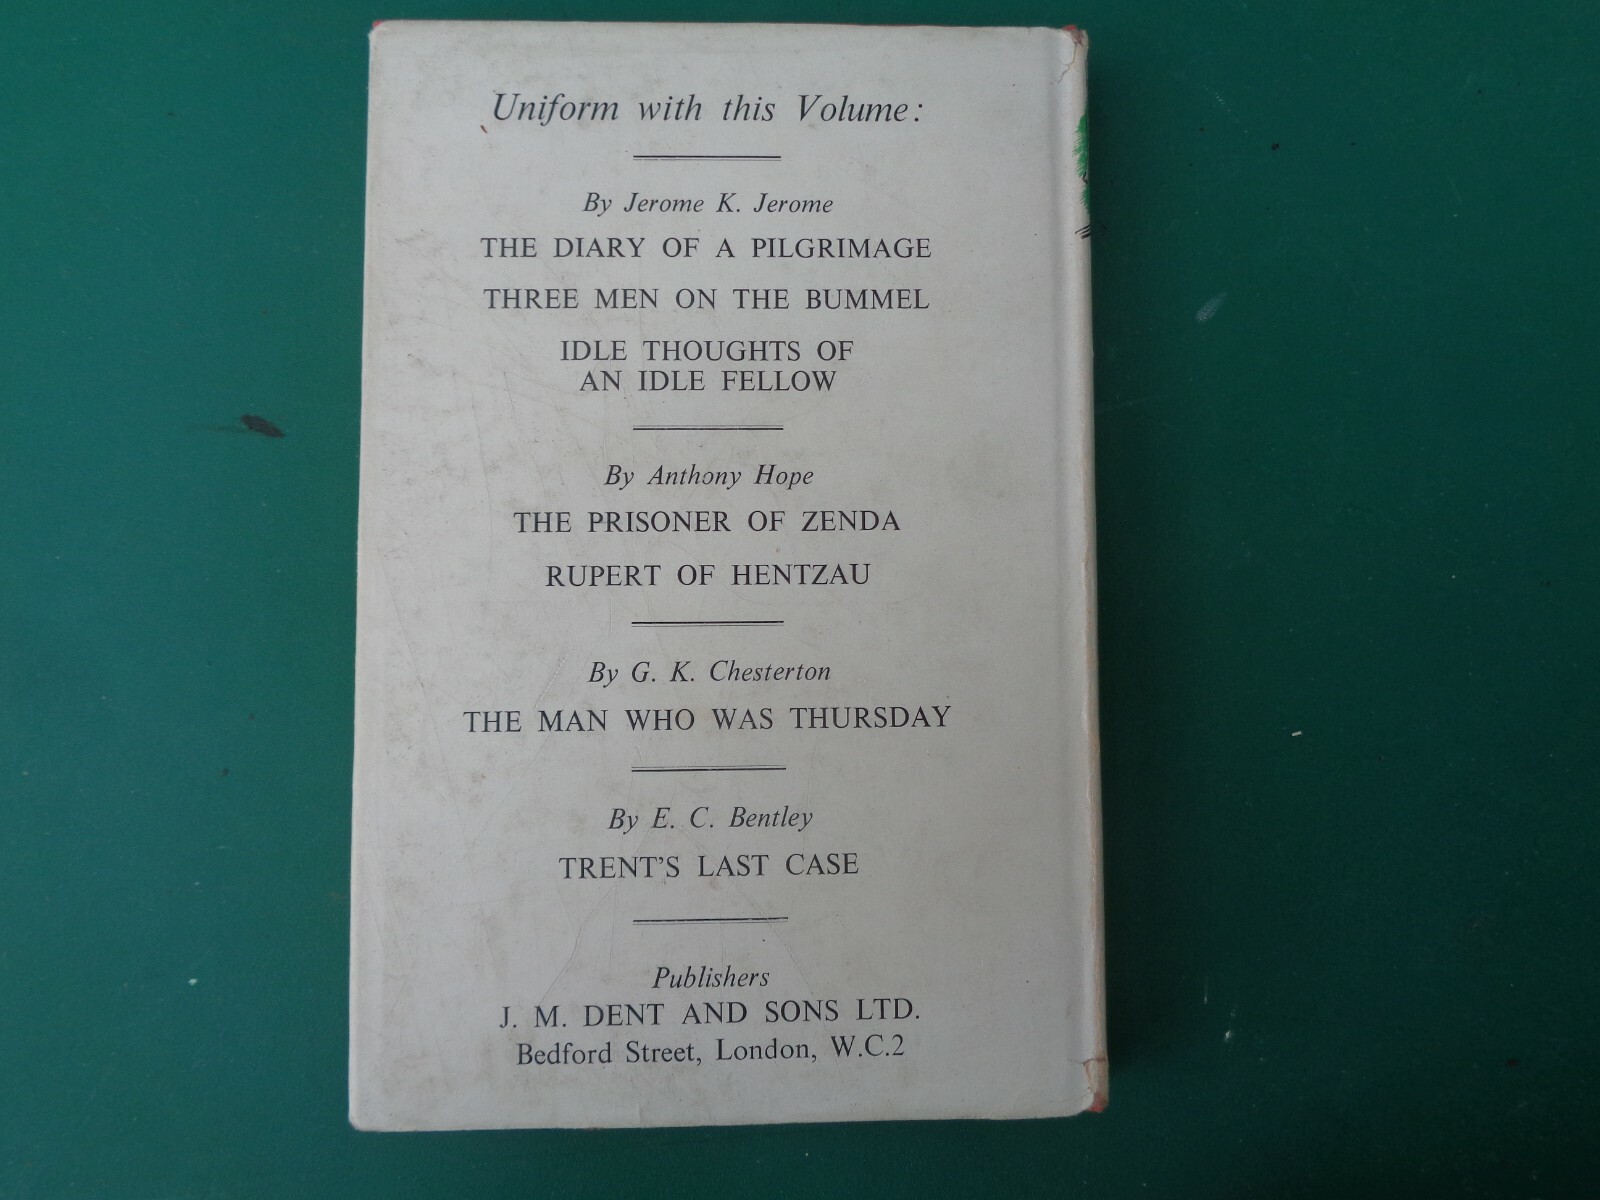 Uniform with this Volume:
By Jerome K. Jerome
THE DIARY OF A PILGRIMAGE
THREE MEN ON THE BUMMEL
IDLE THOUGHTS OF
AN IDLE FELLOW
By Anthony Hope
THE PRISONER OF ZENDA
RUPERT OF HENTZAU
By G. K. Chesterton
THE MAN WHO WAS THURSDAY
By E. C. Bentley
TRENT'S LAST CASE
Publishers
J. M. DENT AND SONS LTD.
Bedford Street, London, W.C.2